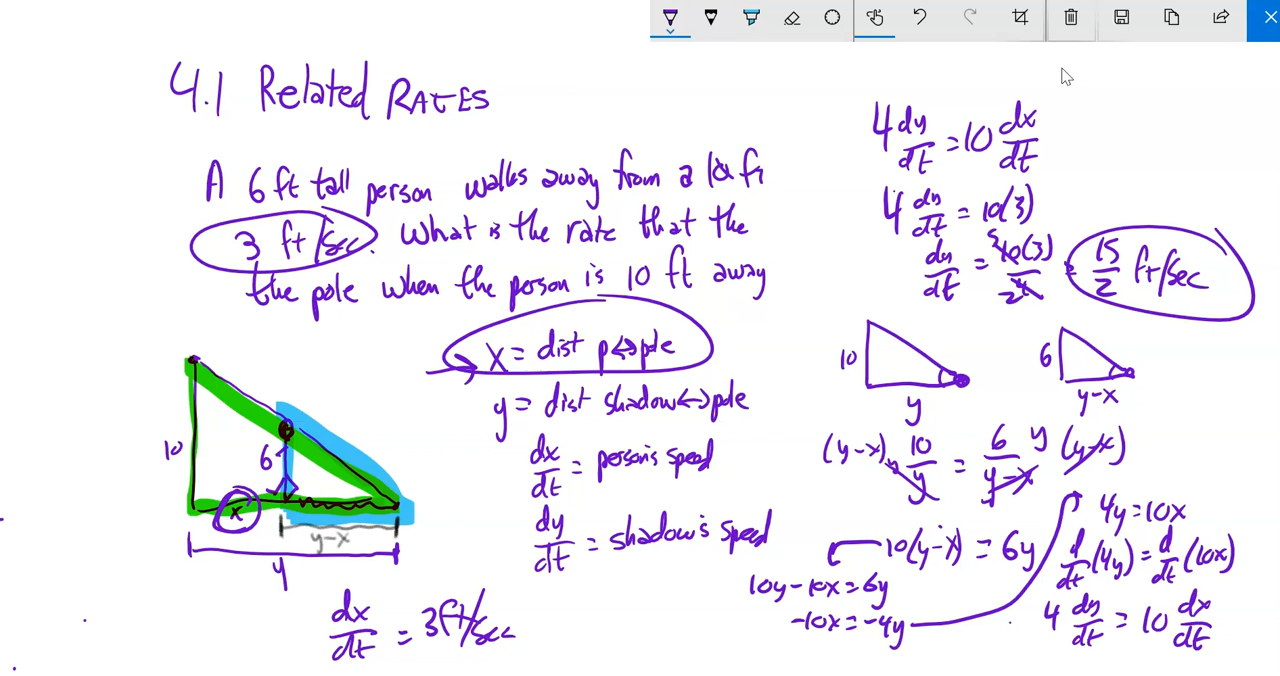 4.1 Related RATES
A 6 ft tall person walks away from a 10 ft
3 ft/sec. What is the rate that the
the pole when the person is 10 ft away
x = dist p↔pole
y = dist shadow↔pole
dx/dt = person's speed
dy/dt = shadow's speed
10
6
x
y-x
y
dx/dt = 3ft/sec
4 dy/dt = 10 dx/dt
4 dy/dt = 10(3)
dy/dt = 10(3)/4 = 15/2 ft/sec
5
2
10
y
6
y-x
(y-x) y 10/y = 6/(y-x) y (y-x)
10(y-x) = 6y
10y-10x=6y
-10x=-4y
4y=10x
d/dt (4y) = d/dt (10x)
4 dy/dt = 10 dx/dt